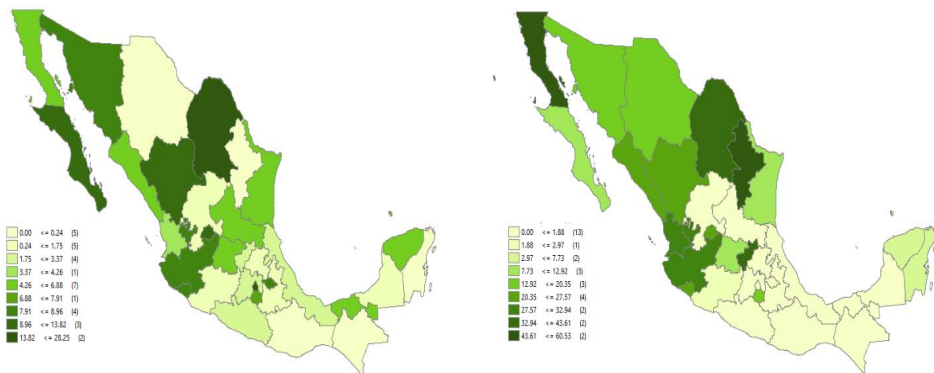 0.00 <= 0.24 (5)
0.24 <= 1.75 (5)
1.75 <= 3.37 (4)
3.37 <= 4.26 (1)
4.26 <= 6.88 (7)
6.88 <= 7.91 (1)
7.91 <= 8.96 (4)
8.96 <= 13.82 (3)
13.82 <= 28.25 (2)
0.00 <= 1.88 (13)
1.88 <= 2.97 (1)
2.97 <= 7.73 (2)
7.73 <= 12.92 (3)
12.92 <= 20.35 (3)
20.35 <= 27.57 (4)
27.57 <= 32.94 (2)
32.94 <= 43.61 (2)
43.61 <= 60.53 (2)